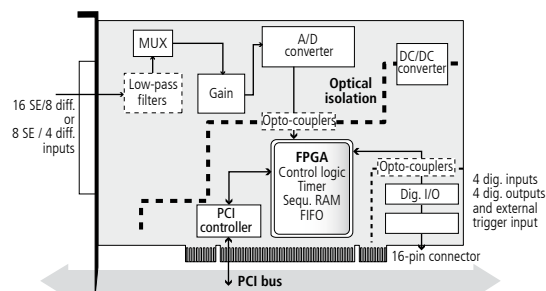 MUX
A/D
converter
DC/DC
converter
Low-pass
filters
Gain
Optical
isolation
16 SE/8 diff.
or
8 SE / 4 diff.
inputs
Opto-couplers
FPGA
Control logic
Timer
Sequ. RAM
FIFO
Opto-couplers
Dig. I/O
4 dig. inputs
4 dig. outputs
and external
trigger input
PCI
controller
16-pin connector
PCI bus